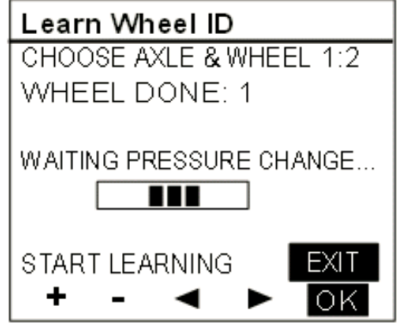 Learn Wheel ID
CHOOSE AXLE & WHEEL 1:2
WHEEL DONE: 1
WAITING PRESSURE CHANGE...
START LEARNING EXIT
+ - ◀ ▶ OK